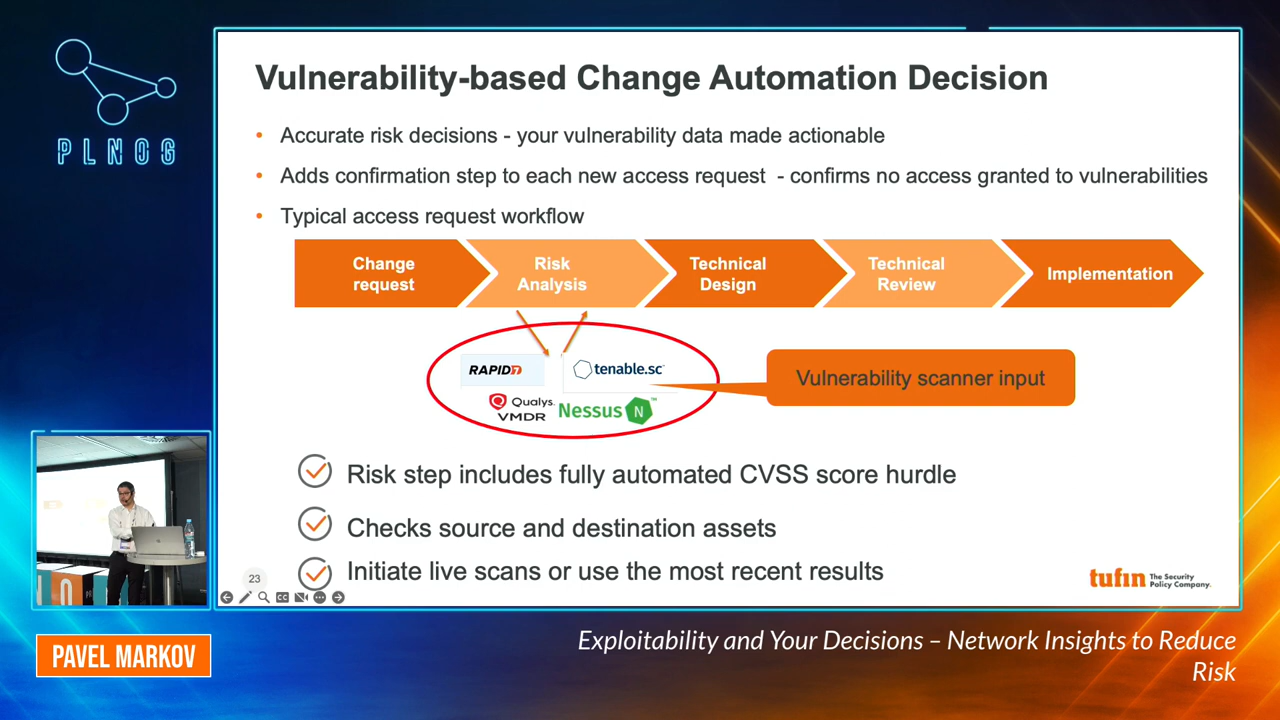 PLNOG
Vulnerability-based Change Automation Decision
• Accurate risk decisions - your vulnerability data made actionable
• Adds confirmation step to each new access request - confirms no access granted to vulnerabilities
• Typical access request workflow
Change
request
Risk
Analysis
Technical
Design
Technical
Review
Implementation
RAPID7
tenable.sc
Qualys.
VMDR
Nessus N ™
Vulnerability scanner input
Risk step includes fully automated CVSS score hurdle
Checks source and destination assets
Initiate live scans or use the most recent results
23
CC
tufin The Security
Policy Company.
PAVEL MARKOV
Exploitability and Your Decisions – Network Insights to Reduce
Risk